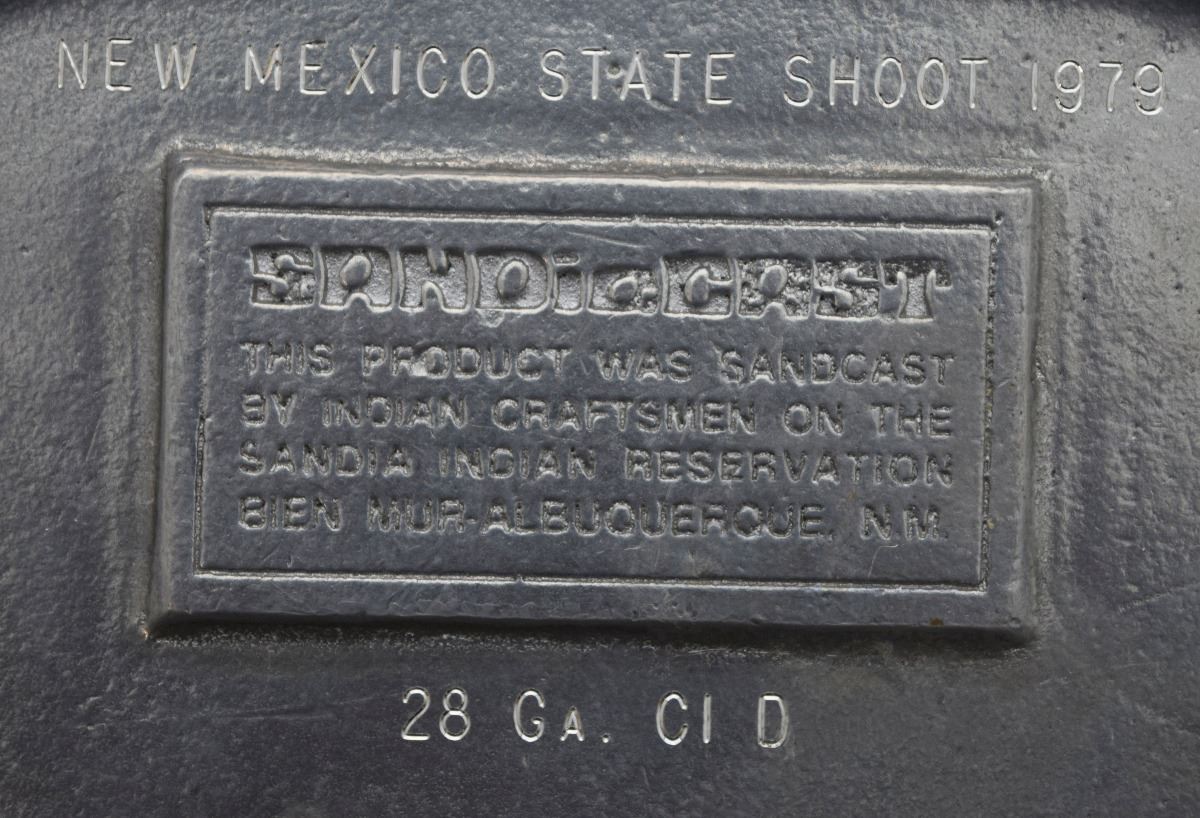 NEW MEXICO STATE SHOOT 1979
SANDiaCAST
THIS PRODUCT WAS SANDCAST
BY INDIAN CRAFTSMEN ON THE
SANDIA INDIAN RESERVATION
BIEN MUR-ALBUQUERQUE, N.M.
28 GA. Cl D